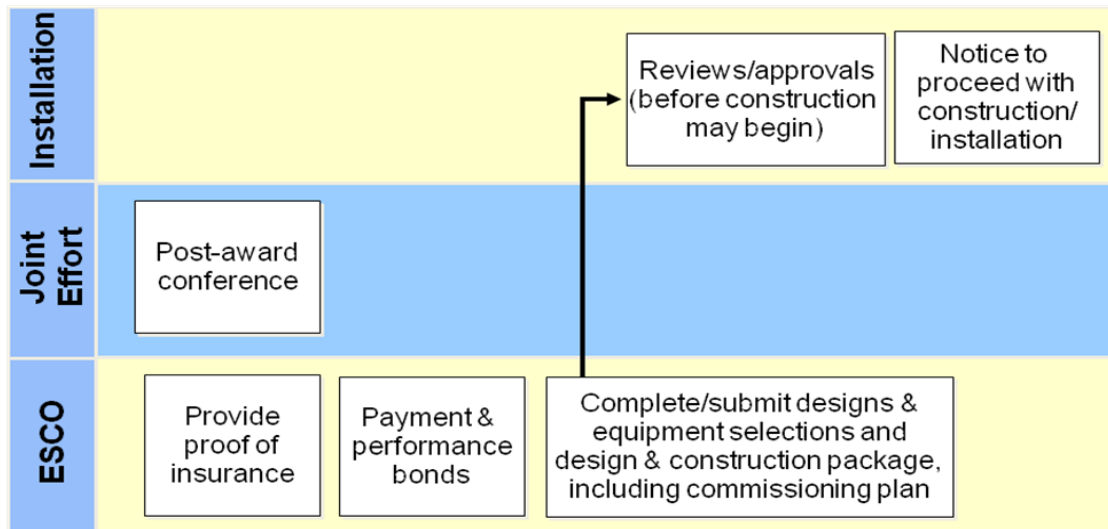 Installation
Reviews/approvals
(before construction
may begin)
Notice to
proceed with
construction/
installation
Joint
Effort
Post-award
conference
ESCO
Provide
proof of
insurance
Payment &
performance
bonds
Complete/submit designs &
equipment selections and
design & construction package,
including commissioning plan